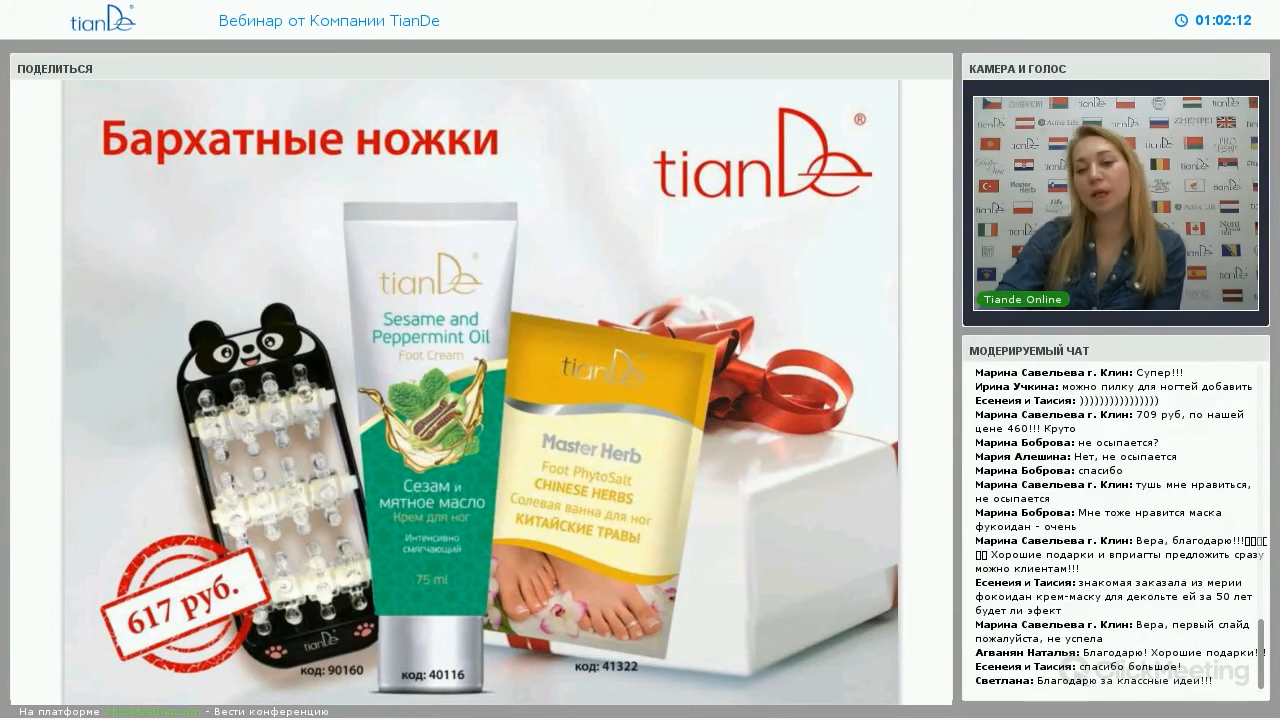 tianDe®
Вебинар от Компании TianDe
01:02:12
ПОДЕЛИТЬСЯ
Бархатные ножки
tianDe®
tianDe®
Sesame and
Peppermint Oil
Foot Cream
Сезам и
мятное масло
Крем для ног
Интенсивно
смягчающий
75 ml
tianDe
Master Herb
Foot PhytoSalt
CHINESE HERBS
Солевая ванна для ног
КИТАЙСКИЕ ТРАВЫ
617 руб.
tianDe
код: 90160
код: 40116
код: 41322
КАМЕРА И ГОЛОС
Tiande Online
МОДЕРИРУЕМЫЙ ЧАТ
Марина Савельева г. Клин: Супер!!!
Ирина Учкина: можно пилку для ногтей добавить
Есенеия и Таисия: ))))))))))))))))
Марина Савельева г. Клин: 709 руб, по нашей
цене 460!!! Круто
Марина Боброва: не осыпается?
Мария Алешина: Нет, не осыпается
Марина Боброва: спасибо
Марина Савельева г. Клин: тушь мне нравиться,
не осыпается
Марина Боброва: Мне тоже нравится маска
фукоидан - очень
Марина Савельева г. Клин: Вера, благодарю!!!
Хорошие подарки и вприагты предложить сразу
можно клиентам!!!
Есенеия и Таисия: знакомая заказала из мерии
фокоидан крем-маску для декольте ей за 50 лет
будет ли эфект
Марина Савельева г. Клин: Вера, первый слайд
пожалуйста, не успела
Агванян Наталья: Благодарю! Хорошие подарки!!
Есенеия и Таисия: спасибо большое!
Светлана: Благодарю за классные идеи!!!
ClickMeeting
На платформе ClickMeeting.com - Вести конференцию